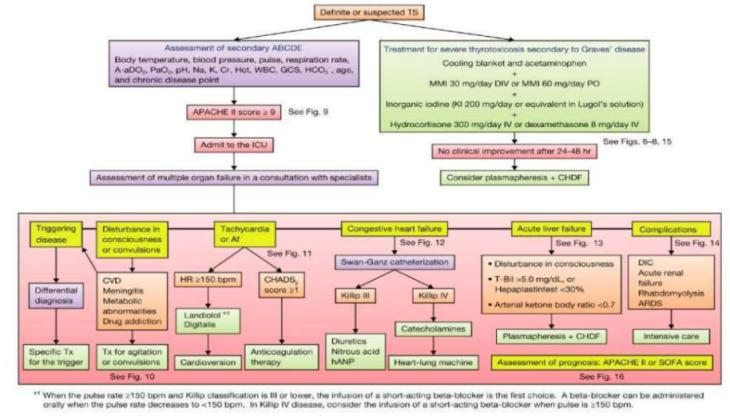 Definite or suspected TS
Assessment of secondary ABCDE
Body temperature, blood pressure, pulse, respiration rate,
A-aDO₂, PaO₂, pH, Na, K, Cr, Hct, WBC, GCS, HCO₃⁻, age,
and chronic disease point
APACHE II score ≥ 9
See Fig. 9
Admit to the ICU
Assessment of multiple organ failure in a consultation with specialists
Treatment for severe thyrotoxicosis secondary to Graves' disease
Cooling blanket and acetaminophen
+
MMI 30 mg/day DIV or MMI 60 mg/day PO
+
Inorganic iodine (KI 200 mg/day or equivalent in Lugol's solution)
+
Hydrocortisone 300 mg/day IV or dexamethasone 8 mg/day IV
See Figs. 6–8, 15
No clinical improvement after 24-48 hr
Consider plasmapheresis + CHDF
Triggering
disease
Differential
diagnosis
Specific Tx
for the trigger
Disturbance in
consciousness
or convulsions
CVD
Meningitis
Metabolic
abnormalities
Drug addiction
Tx for agitation
or convulsions
See Fig. 10
Tachycardia
or Af
See Fig. 11
HR ≥150 bpm
Landiolol *¹
Digitalis
Cardioversion
CHADS₂
score ≥1
Anticoagulation
therapy
Congestive heart failure
See Fig. 12
Swan-Ganz catheterization
Killip III
Diuretics
Nitrous acid
hANP
Killip IV
Catecholamines
Heart-lung machine
Acute liver failure
See Fig. 13
• Disturbance in consciousness
• T-Bil >5.0 mg/dL, or
Hepaplastintest <30%
• Arterial ketone body ratio <0.7
Plasmapheresis + CHDF
Complications
See Fig. 14
DIC
Acute renal
failure
Rhabdomyolysis
ARDS
Intensive care
Assessment of prognosis: APACHE II or SOFA score
See Fig. 16
*¹ When the pulse rate ≥150 bpm and Killip classification is III or lower, the infusion of a short-acting beta-blocker is the first choice. A beta-blocker can be administered
orally when the pulse rate decreases to <150 bpm. In Killip IV disease, consider the infusion of a short-acting beta-blocker when pulse is ≥150 bpm.